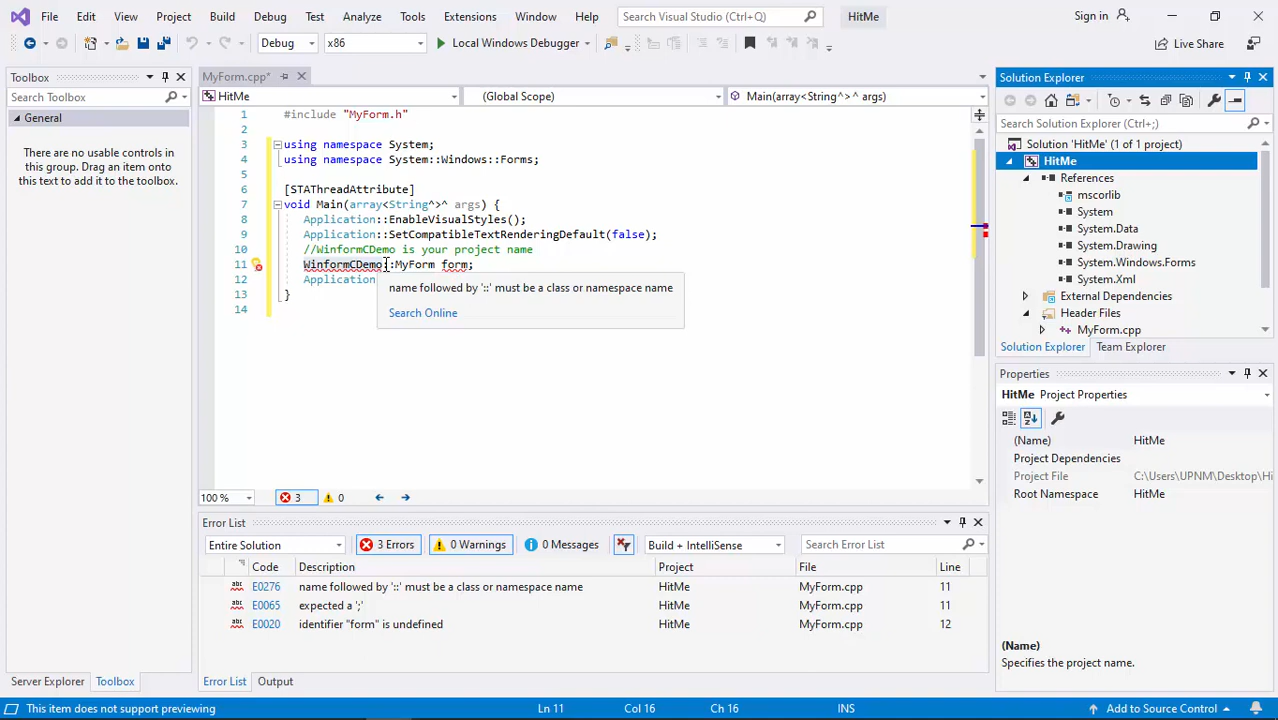 File Edit View Project Build Debug Test Analyze Tools Extensions Window Help Search Visual Studio (Ctrl+Q) HitMe Sign in
Debug x86 Local Windows Debugger Live Share
Toolbox
Search Toolbox
General
There are no usable controls in
this group. Drag an item onto
this text to add it to the toolbox.
Server Explorer Toolbox
MyForm.cpp*
HitMe (Global Scope) Main(array<String^>^ args)
1 #include "MyForm.h"
2
3 using namespace System;
4 using namespace System::Windows::Forms;
5
6 [STAThreadAttribute]
7 void Main(array<String^>^ args) {
8 Application::EnableVisualStyles();
9 Application::SetCompatibleTextRenderingDefault(false);
10 //WinformCDemo is your project name
11 WinformCDemo::MyForm form;
12 Application
13 }
14
name followed by '::' must be a class or namespace name
Search Online
100 % 3 0
Error List
Entire Solution 3 Errors 0 Warnings 0 Messages Build + IntelliSense Search Error List
Code Description Project File Line
E0276 name followed by '::' must be a class or namespace name HitMe MyForm.cpp 11
E0065 expected a ';' HitMe MyForm.cpp 11
E0020 identifier "form" is undefined HitMe MyForm.cpp 12
Error List Output
Solution Explorer
Search Solution Explorer (Ctrl+;)
Solution 'HitMe' (1 of 1 project)
HitMe
References
mscorlib
System
System.Data
System.Drawing
System.Windows.Forms
System.Xml
External Dependencies
Header Files
MyForm.cpp
Solution Explorer Team Explorer
Properties
HitMe Project Properties
(Name) HitMe
Project Dependencies
Project File C:\Users\UPNM\Desktop\Hi
Root Namespace HitMe
(Name)
Specifies the project name.
This item does not support previewing Ln 11 Col 16 Ch 16 INS Add to Source Control